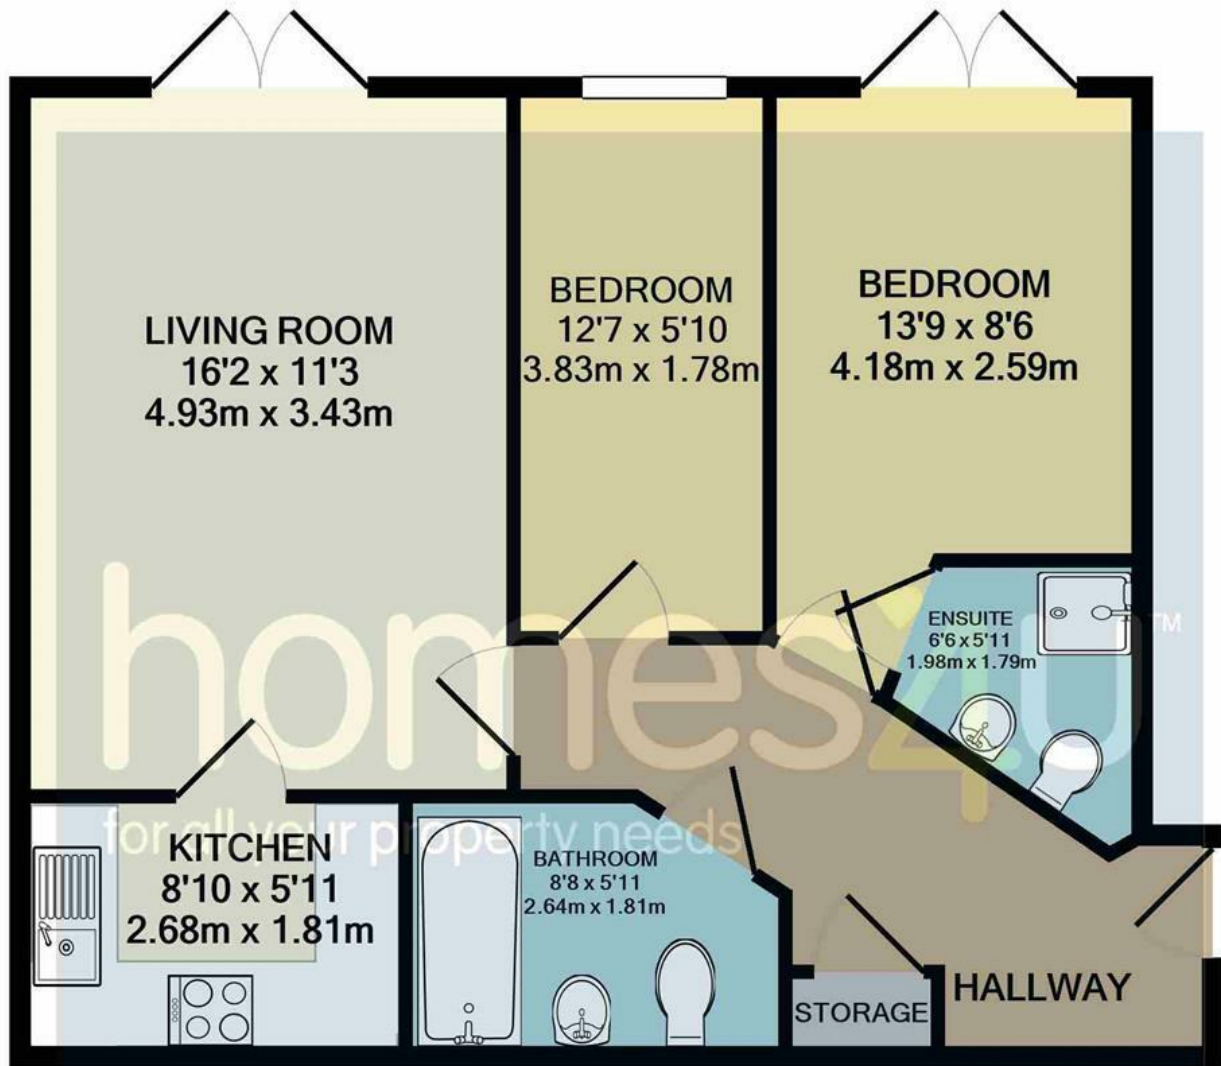 LIVING ROOM
16'2 x 11'3
4.93m x 3.43m
BEDROOM
12'7 x 5'10
3.83m x 1.78m
BEDROOM
13'9 x 8'6
4.18m x 2.59m
ENSUITE
6'6 x 5'11
1.98m x 1.79m
homes4u™
for all your property needs
KITCHEN
8'10 x 5'11
2.68m x 1.81m
BATHROOM
8'8 x 5'11
2.64m x 1.81m
STORAGE
HALLWAY